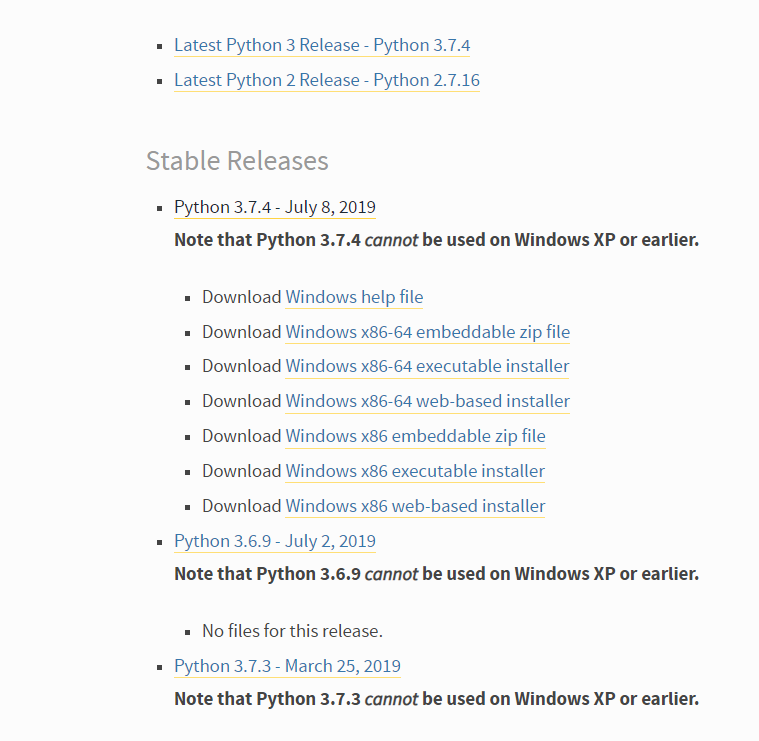 Latest Python 3 Release - Python 3.7.4
Latest Python 2 Release - Python 2.7.16
Stable Releases
Python 3.7.4 - July 8, 2019
Note that Python 3.7.4 cannot be used on Windows XP or earlier.
Download Windows help file
Download Windows x86-64 embeddable zip file
Download Windows x86-64 executable installer
Download Windows x86-64 web-based installer
Download Windows x86 embeddable zip file
Download Windows x86 executable installer
Download Windows x86 web-based installer
Python 3.6.9 - July 2, 2019
Note that Python 3.6.9 cannot be used on Windows XP or earlier.
No files for this release.
Python 3.7.3 - March 25, 2019
Note that Python 3.7.3 cannot be used on Windows XP or earlier.